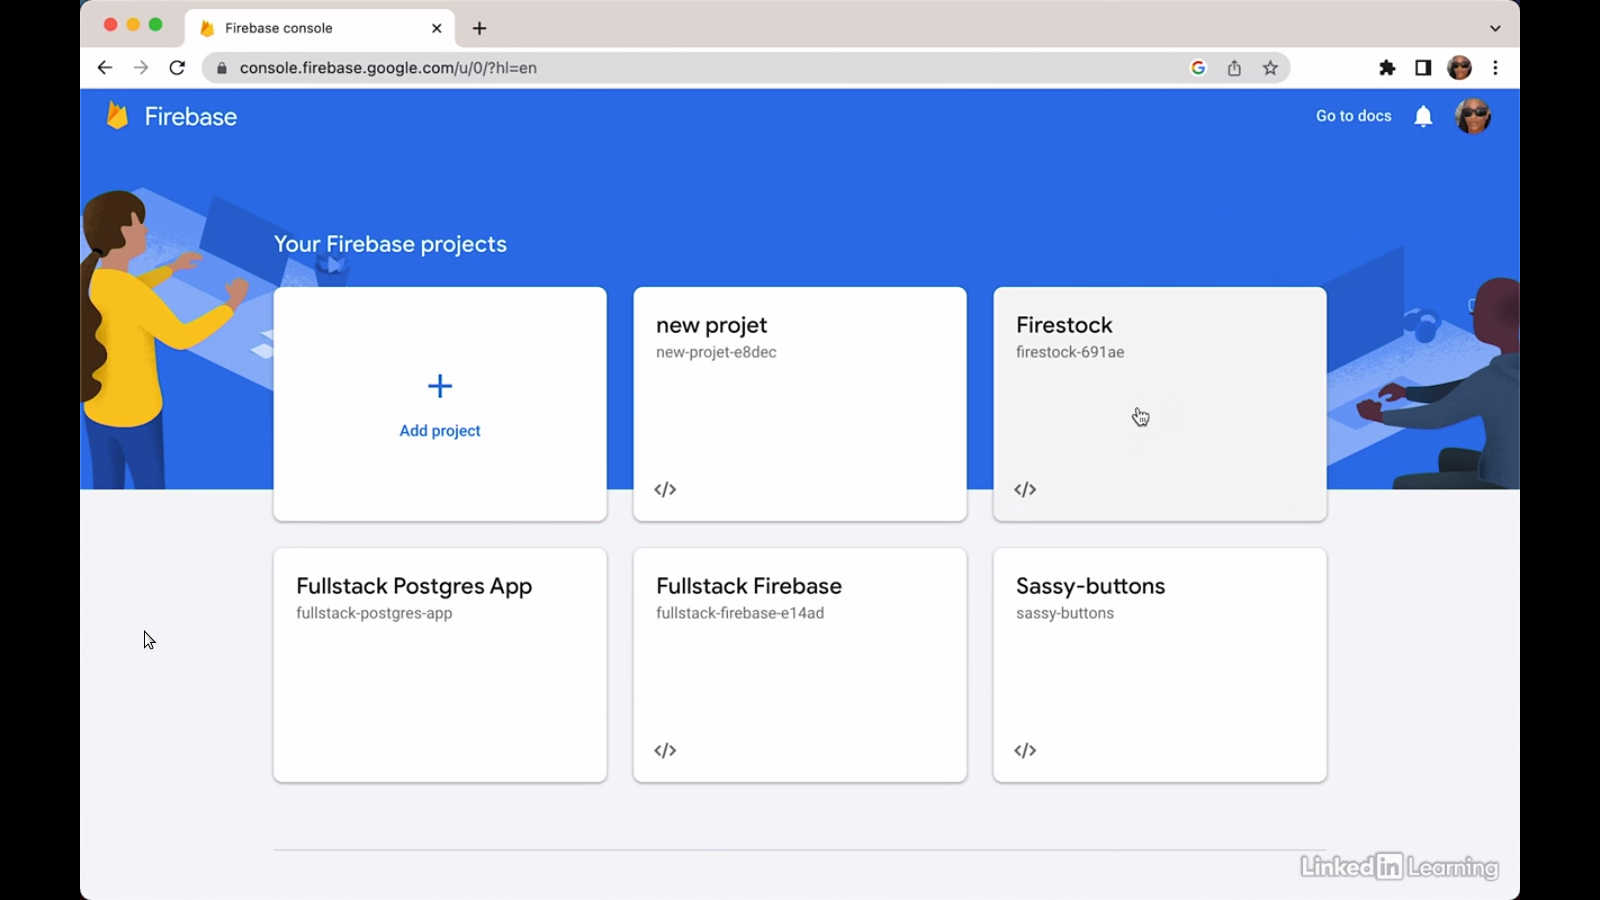 Firebase console
console.firebase.google.com/u/0/?hl=en
Firebase
Go to docs
Your Firebase projects
Add project
new projet
new-projet-e8dec
</>
Firestock
firestock-691ae
</>
Fullstack Postgres App
fullstack-postgres-app
Fullstack Firebase
fullstack-firebase-e14ad
</>
Sassy-buttons
sassy-buttons
</>
LinkedIn Learning